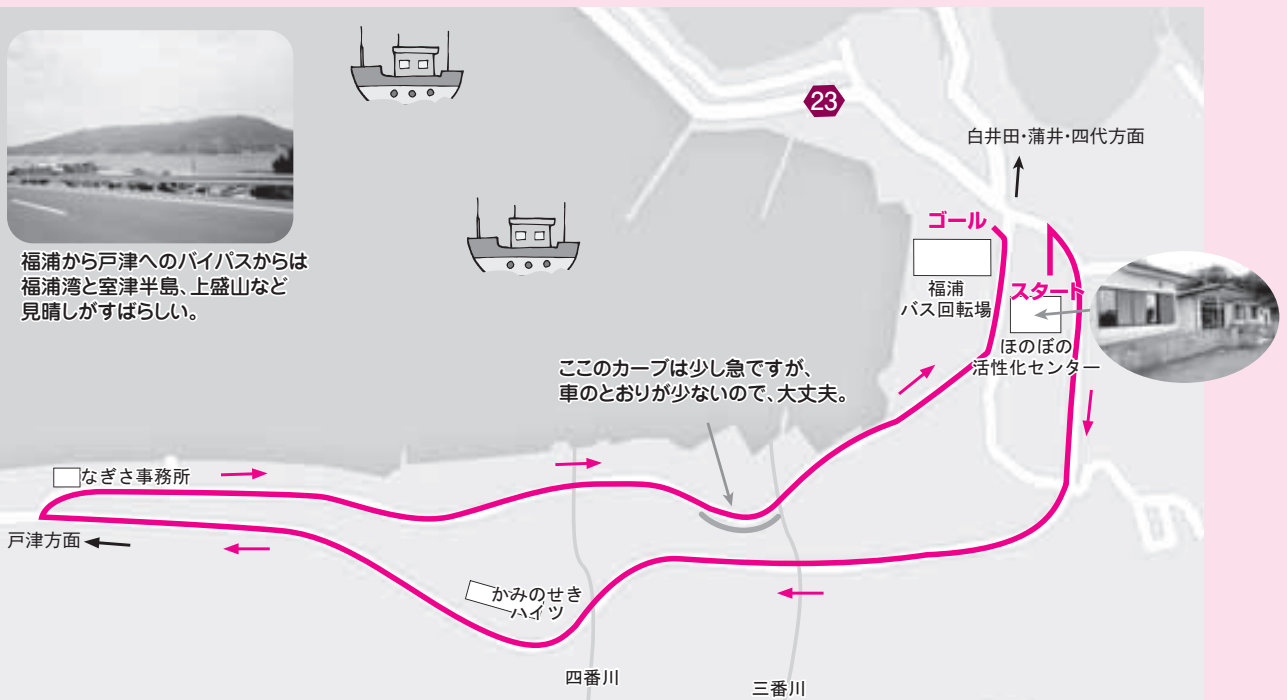 23
白井田・蒲井・四代方面
福浦から戸津へのバイパスからは
福浦湾と室津半島、上盛山など
見晴しがすばらしい。
ゴール
福浦
バス回転場
スタート
ほのぼの
活性化センター
ここのカーブは少し急ですが、
車のとおりが少ないので、大丈夫。
なぎさ事務所
戸津方面
かみのせき
ハイツ
四番川
三番川